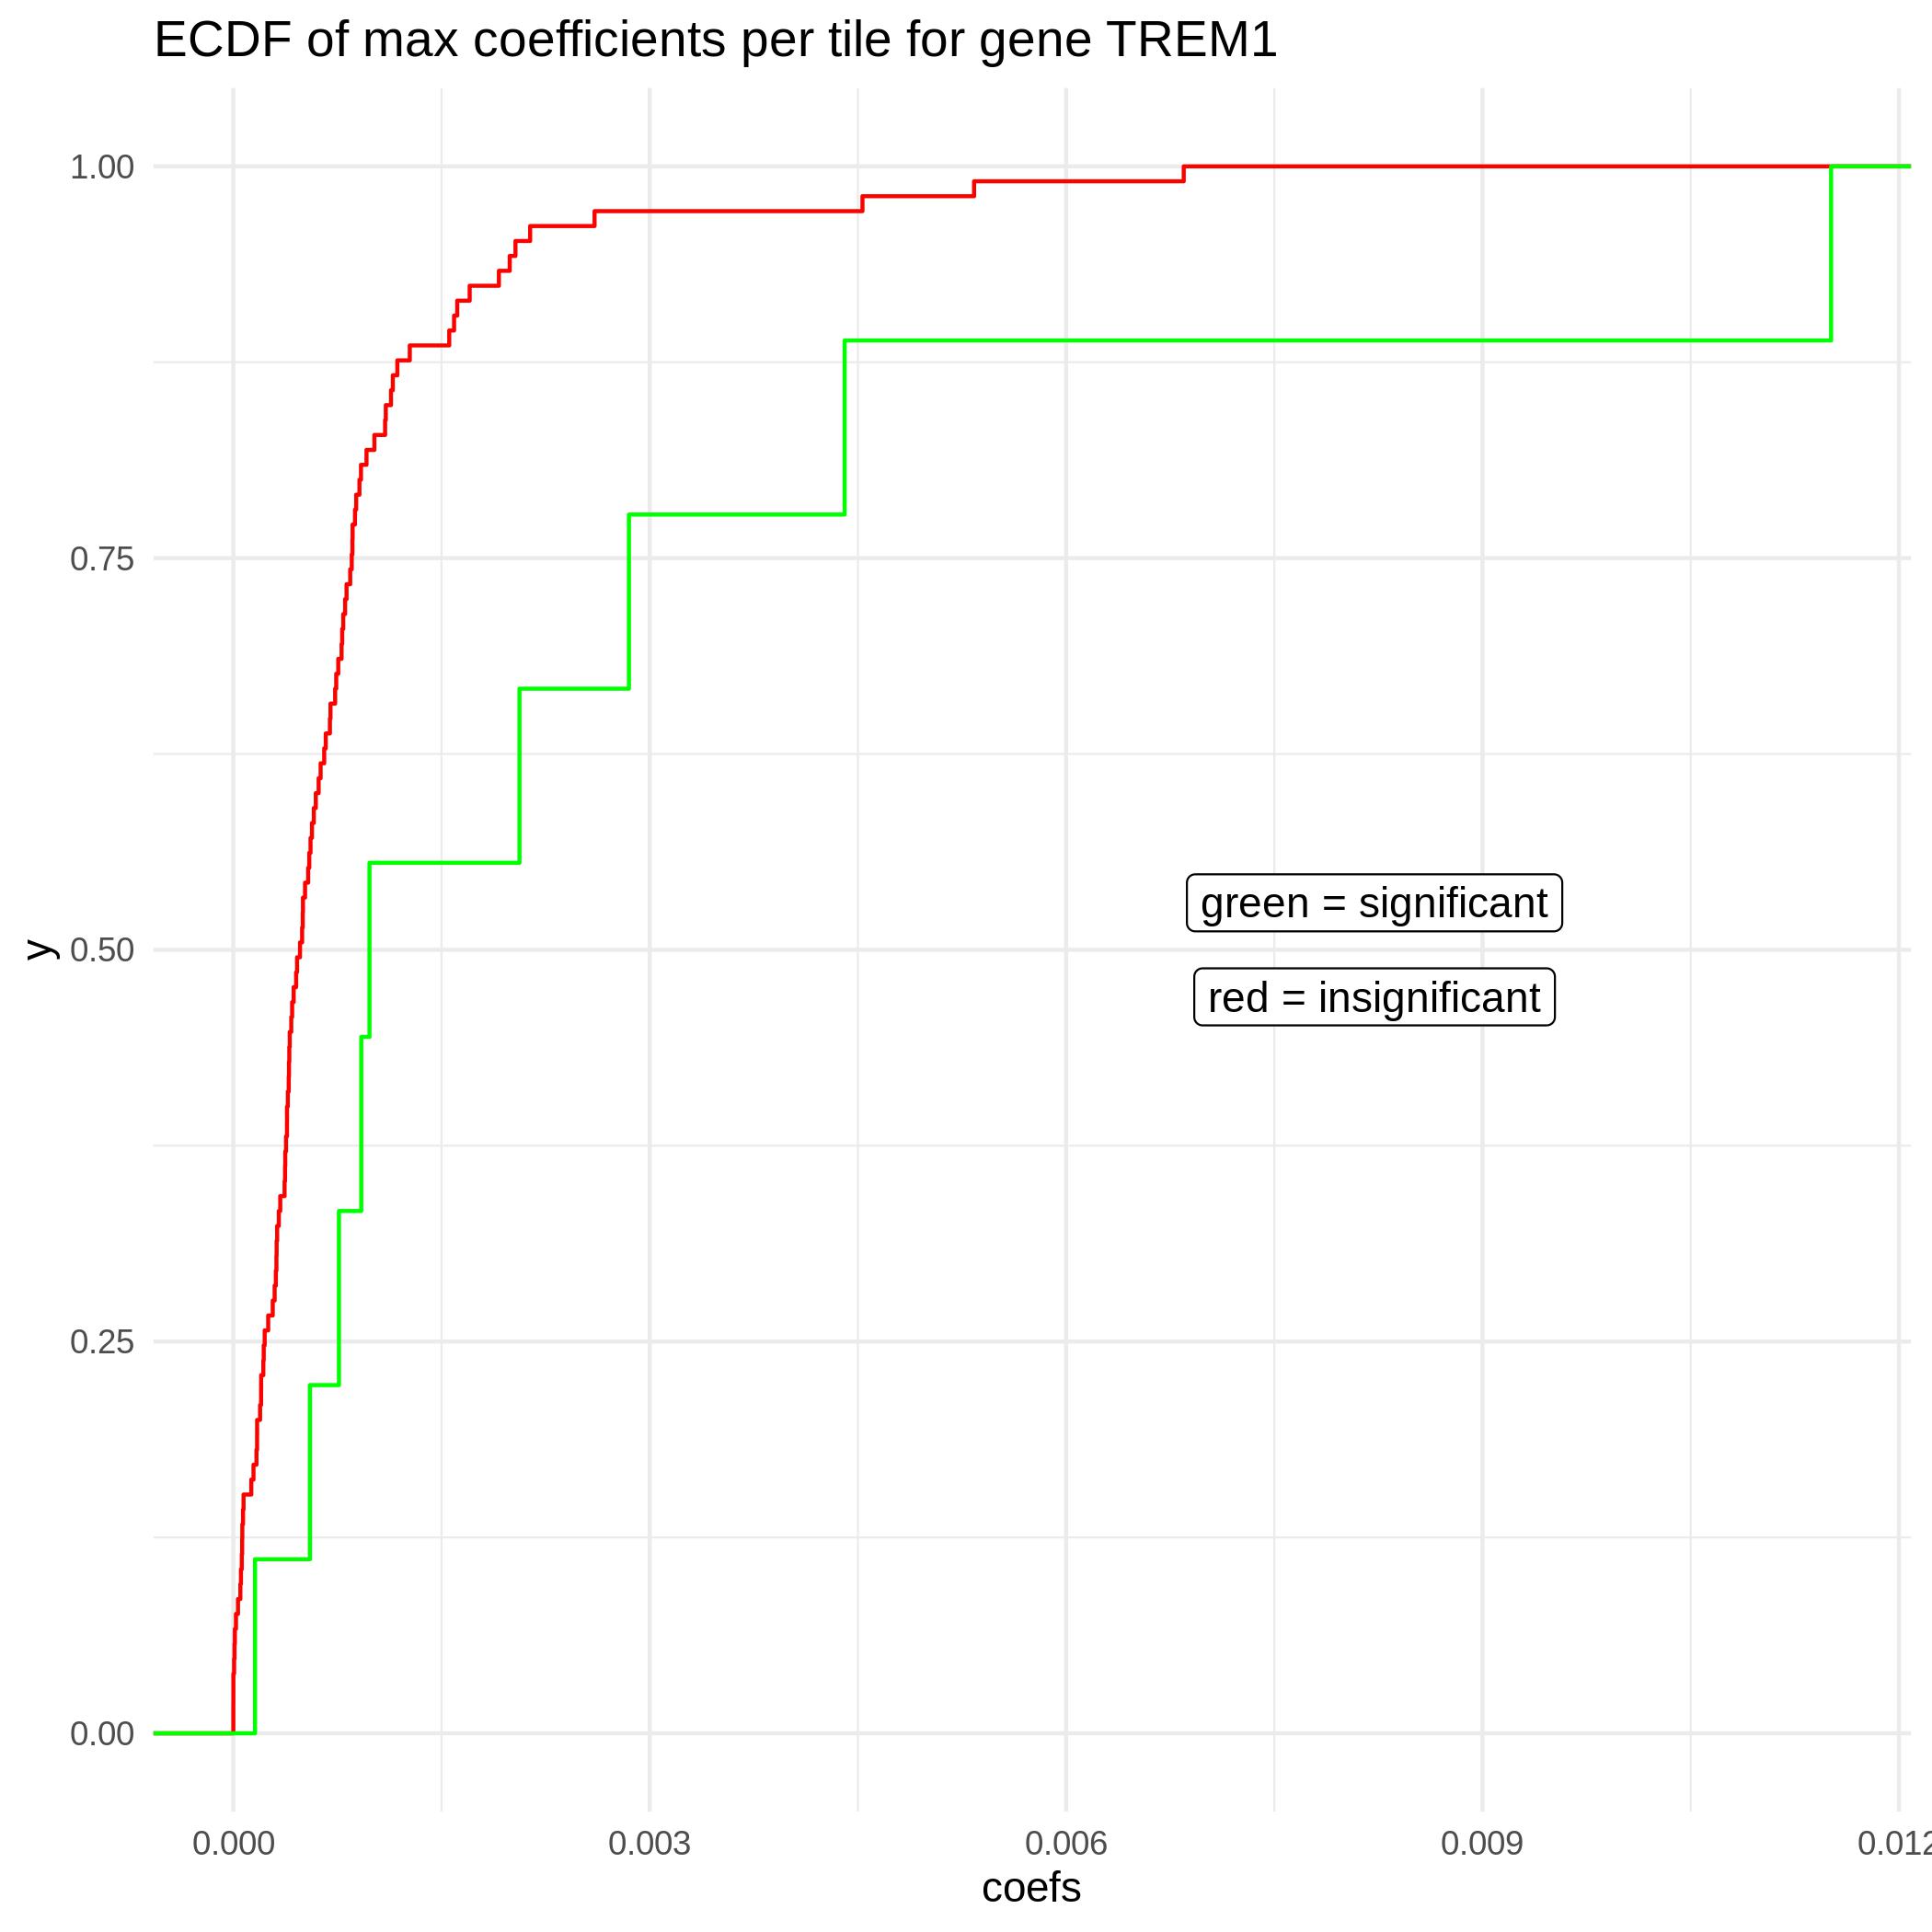 ECDF of max coefficients per tile for gene TREM1
1.00
0.75
0.50
0.25
0.00
y
green = significant
red = insignificant
0.000 0.003 0.006 0.009 0.012
coefs